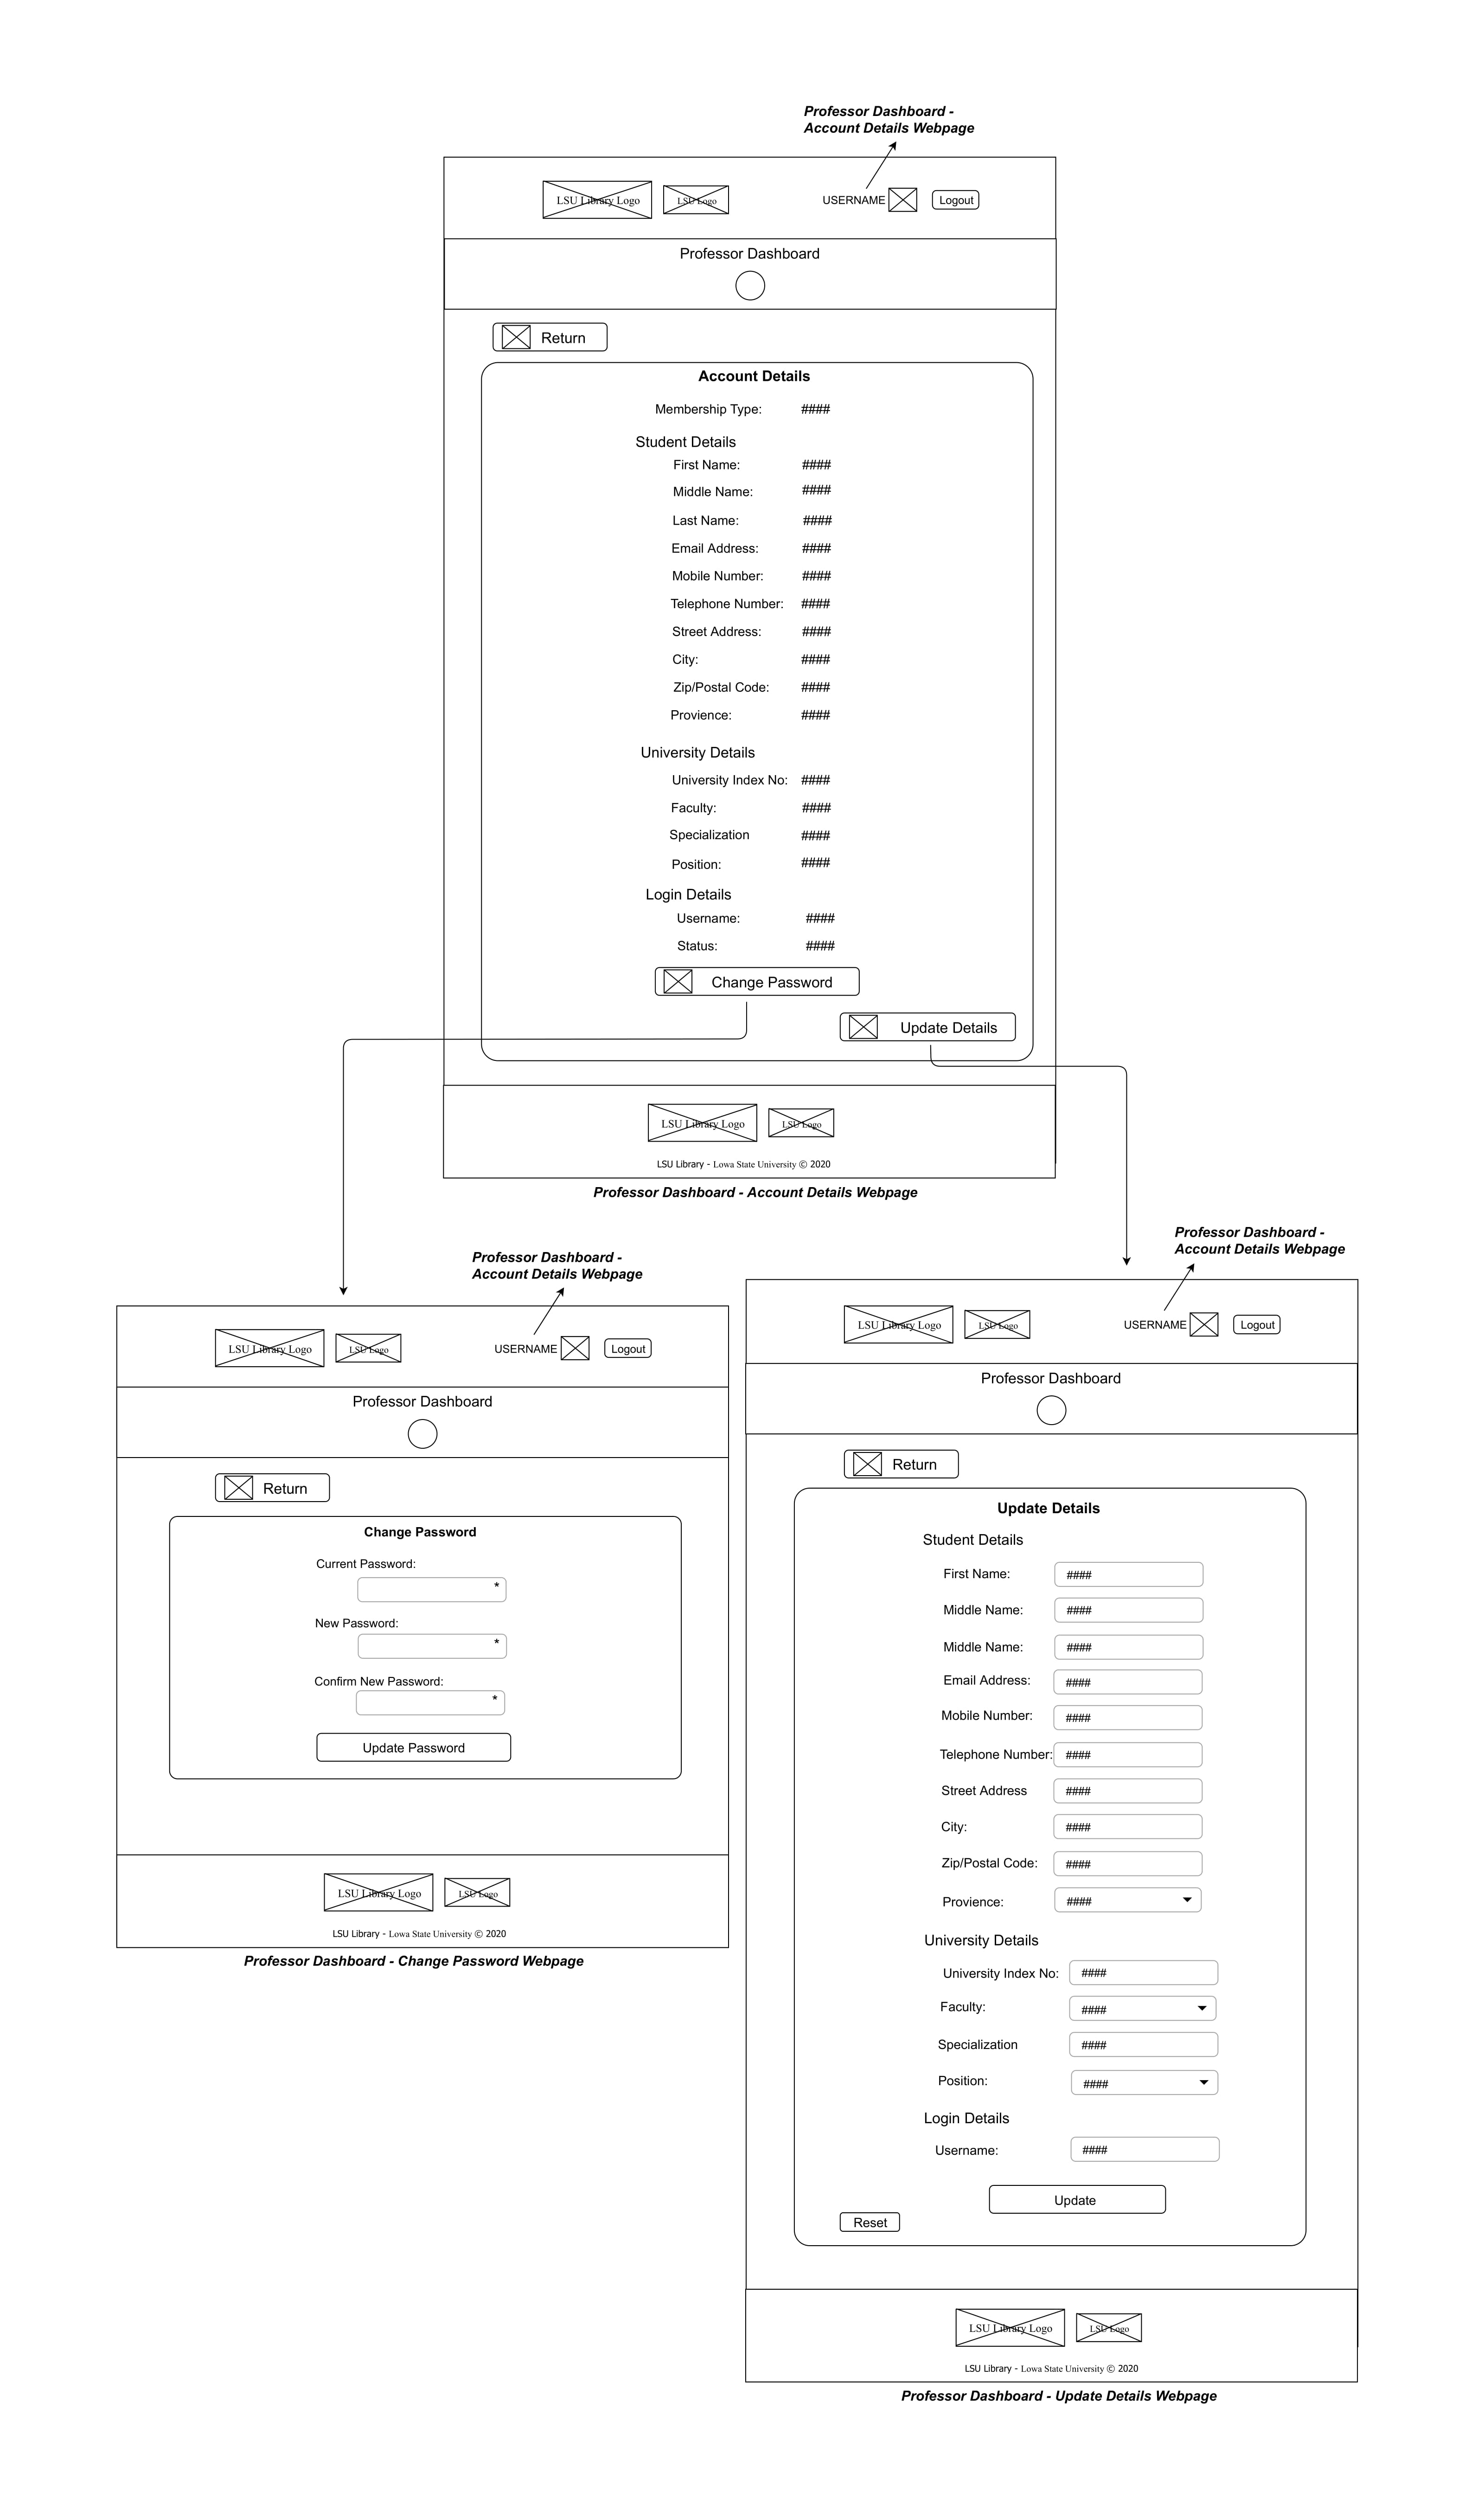 Professor Dashboard -
Account Details Webpage
LSU Library Logo
LSU Logo
USERNAME
Logout
Professor Dashboard
Return
Account Details
Membership Type: ####
Student Details
First Name: ####
Middle Name: ####
Last Name: ####
Email Address: ####
Mobile Number: ####
Telephone Number: ####
Street Address: ####
City: ####
Zip/Postal Code: ####
Provience: ####
University Details
University Index No: ####
Faculty: ####
Specialization ####
Position: ####
Login Details
Username: ####
Status: ####
Change Password
Update Details
LSU Library Logo
LSU Logo
LSU Library - Lowa State University © 2020
Professor Dashboard - Account Details Webpage
Professor Dashboard -
Account Details Webpage
LSU Library Logo
LSU Logo
USERNAME
Logout
Professor Dashboard
Return
Change Password
Current Password:
*
New Password:
*
Confirm New Password:
*
Update Password
LSU Library Logo
LSU Logo
LSU Library - Lowa State University © 2020
Professor Dashboard - Change Password Webpage
Professor Dashboard -
Account Details Webpage
LSU Library Logo
LSU Logo
USERNAME
Logout
Professor Dashboard
Return
Update Details
Student Details
First Name: ####
Middle Name: ####
Middle Name: ####
Email Address: ####
Mobile Number: ####
Telephone Number: ####
Street Address ####
City: ####
Zip/Postal Code: ####
Provience: ####
University Details
University Index No: ####
Faculty: ####
Specialization ####
Position: ####
Login Details
Username: ####
Update
Reset
LSU Library Logo
LSU Logo
LSU Library - Lowa State University © 2020
Professor Dashboard - Update Details Webpage